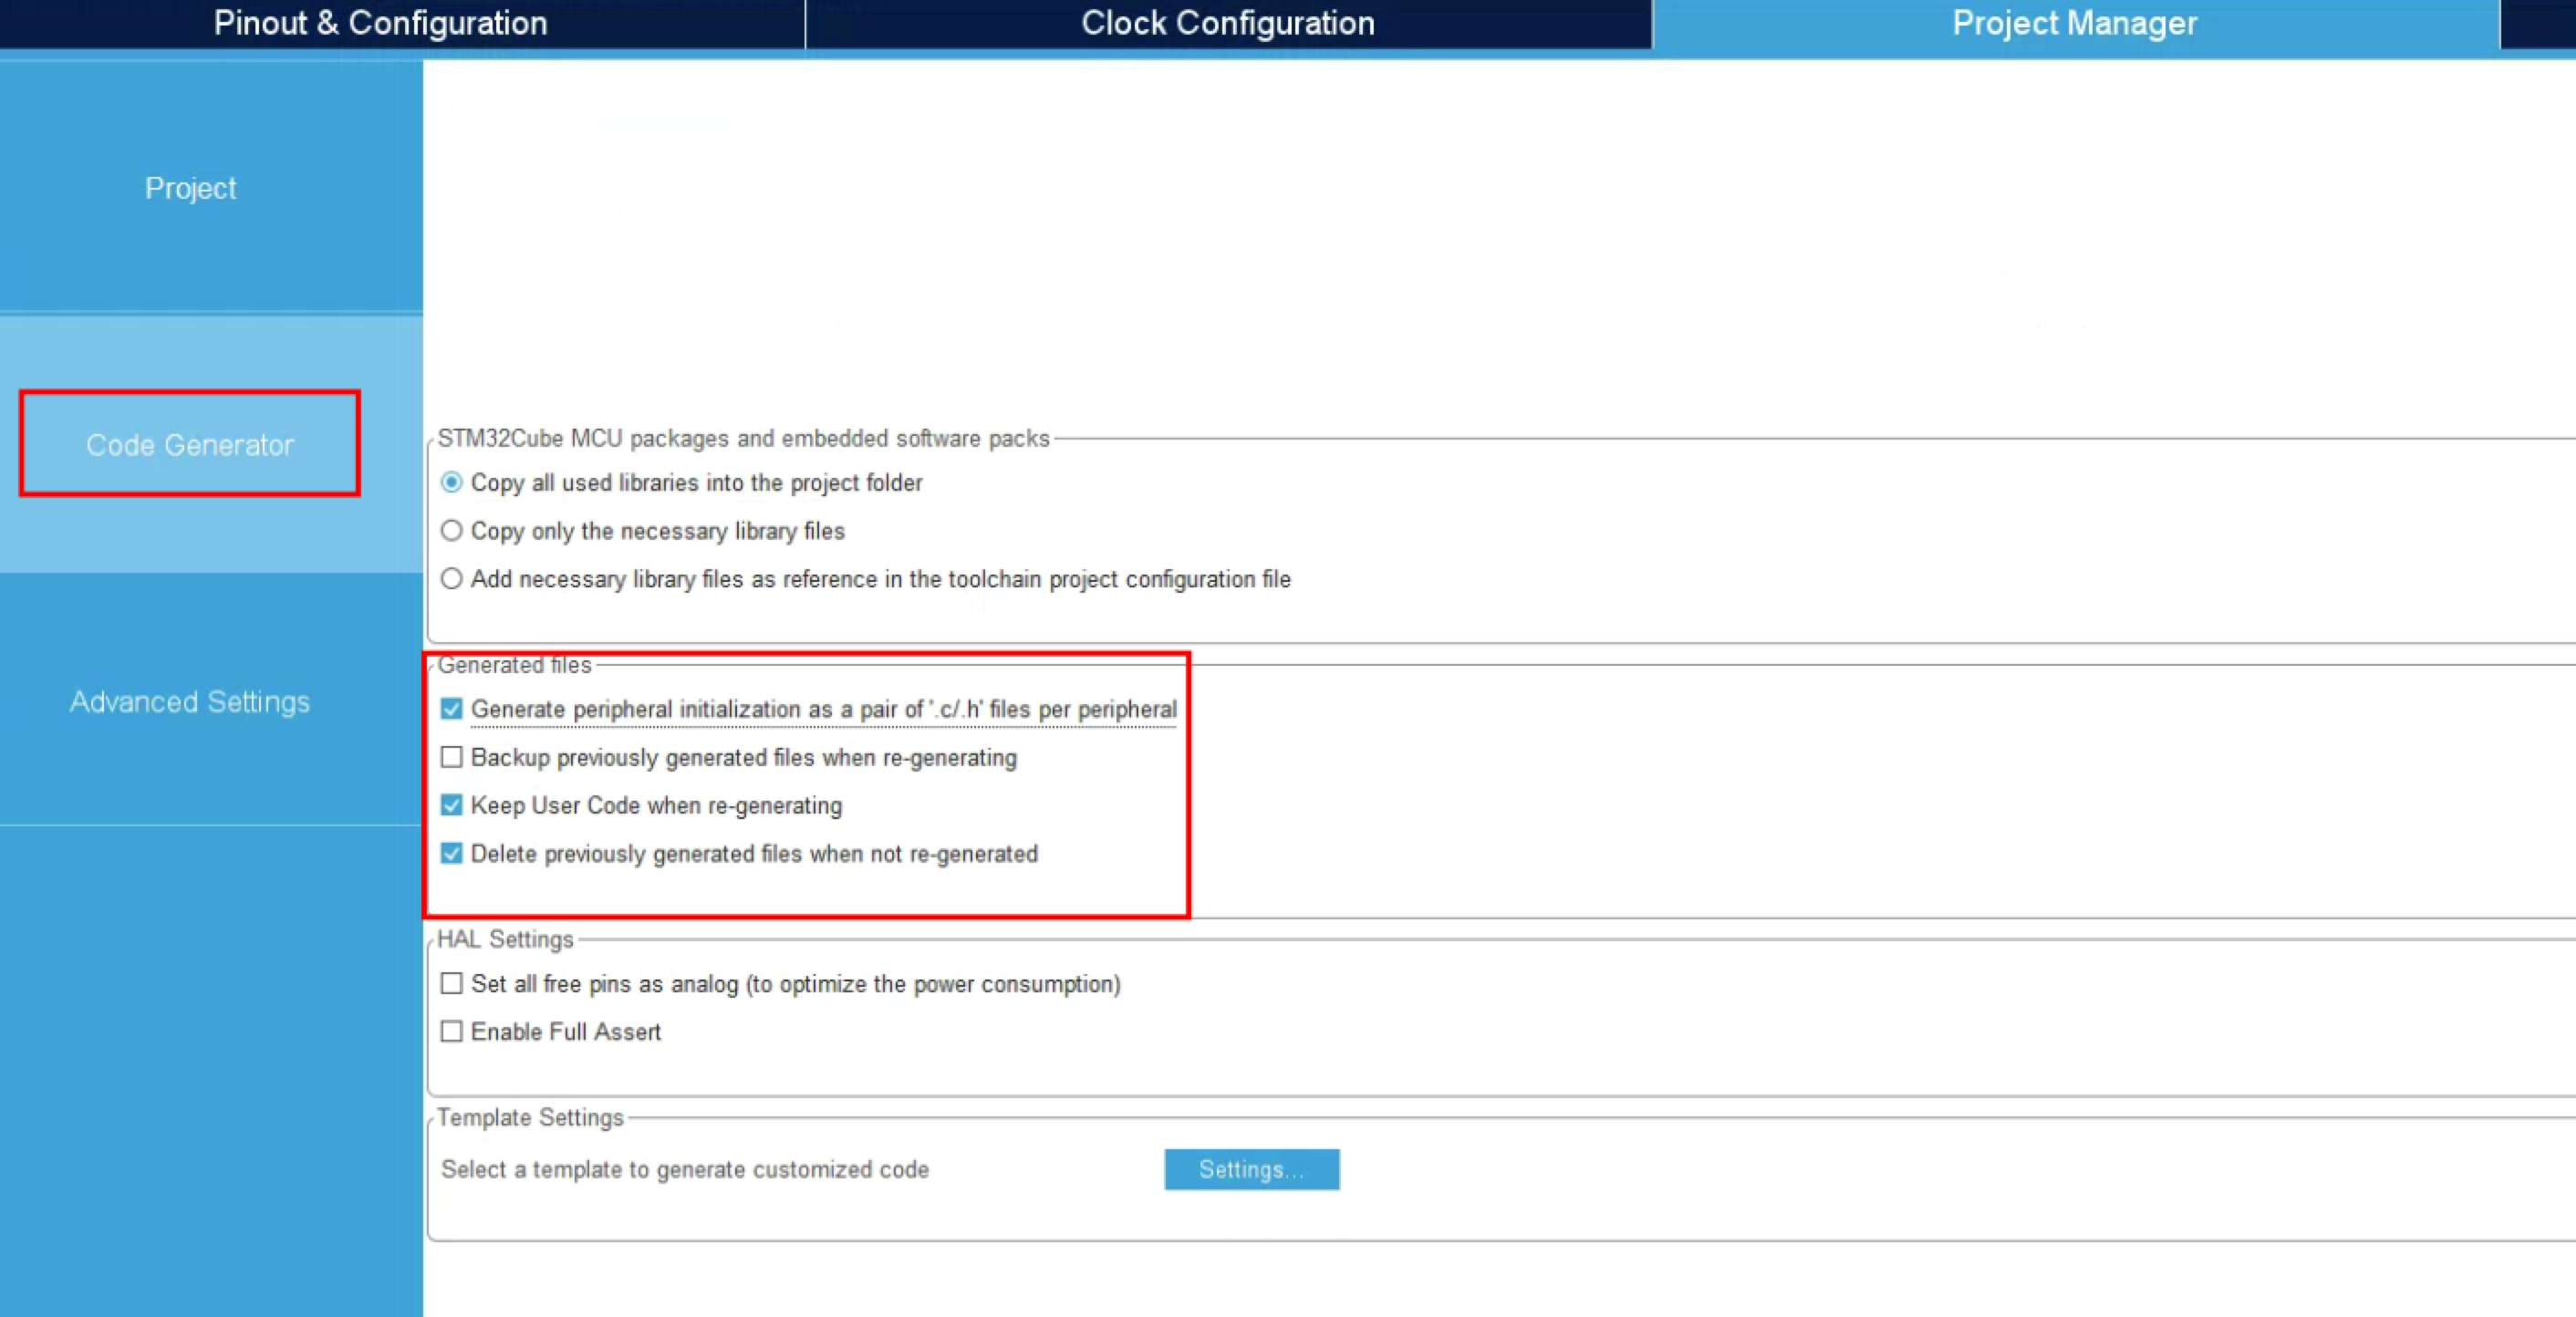 Pinout & Configuration
Clock Configuration
Project Manager
Project
Code Generator
Advanced Settings
STM32Cube MCU packages and embedded software packs
Copy all used libraries into the project folder
Copy only the necessary library files
Add necessary library files as reference in the toolchain project configuration file
Generated files
Generate peripheral initialization as a pair of '.c/.h' files per peripheral
Backup previously generated files when re-generating
Keep User Code when re-generating
Delete previously generated files when not re-generated
HAL Settings
Set all free pins as analog (to optimize the power consumption)
Enable Full Assert
Template Settings
Select a template to generate customized code
Settings...